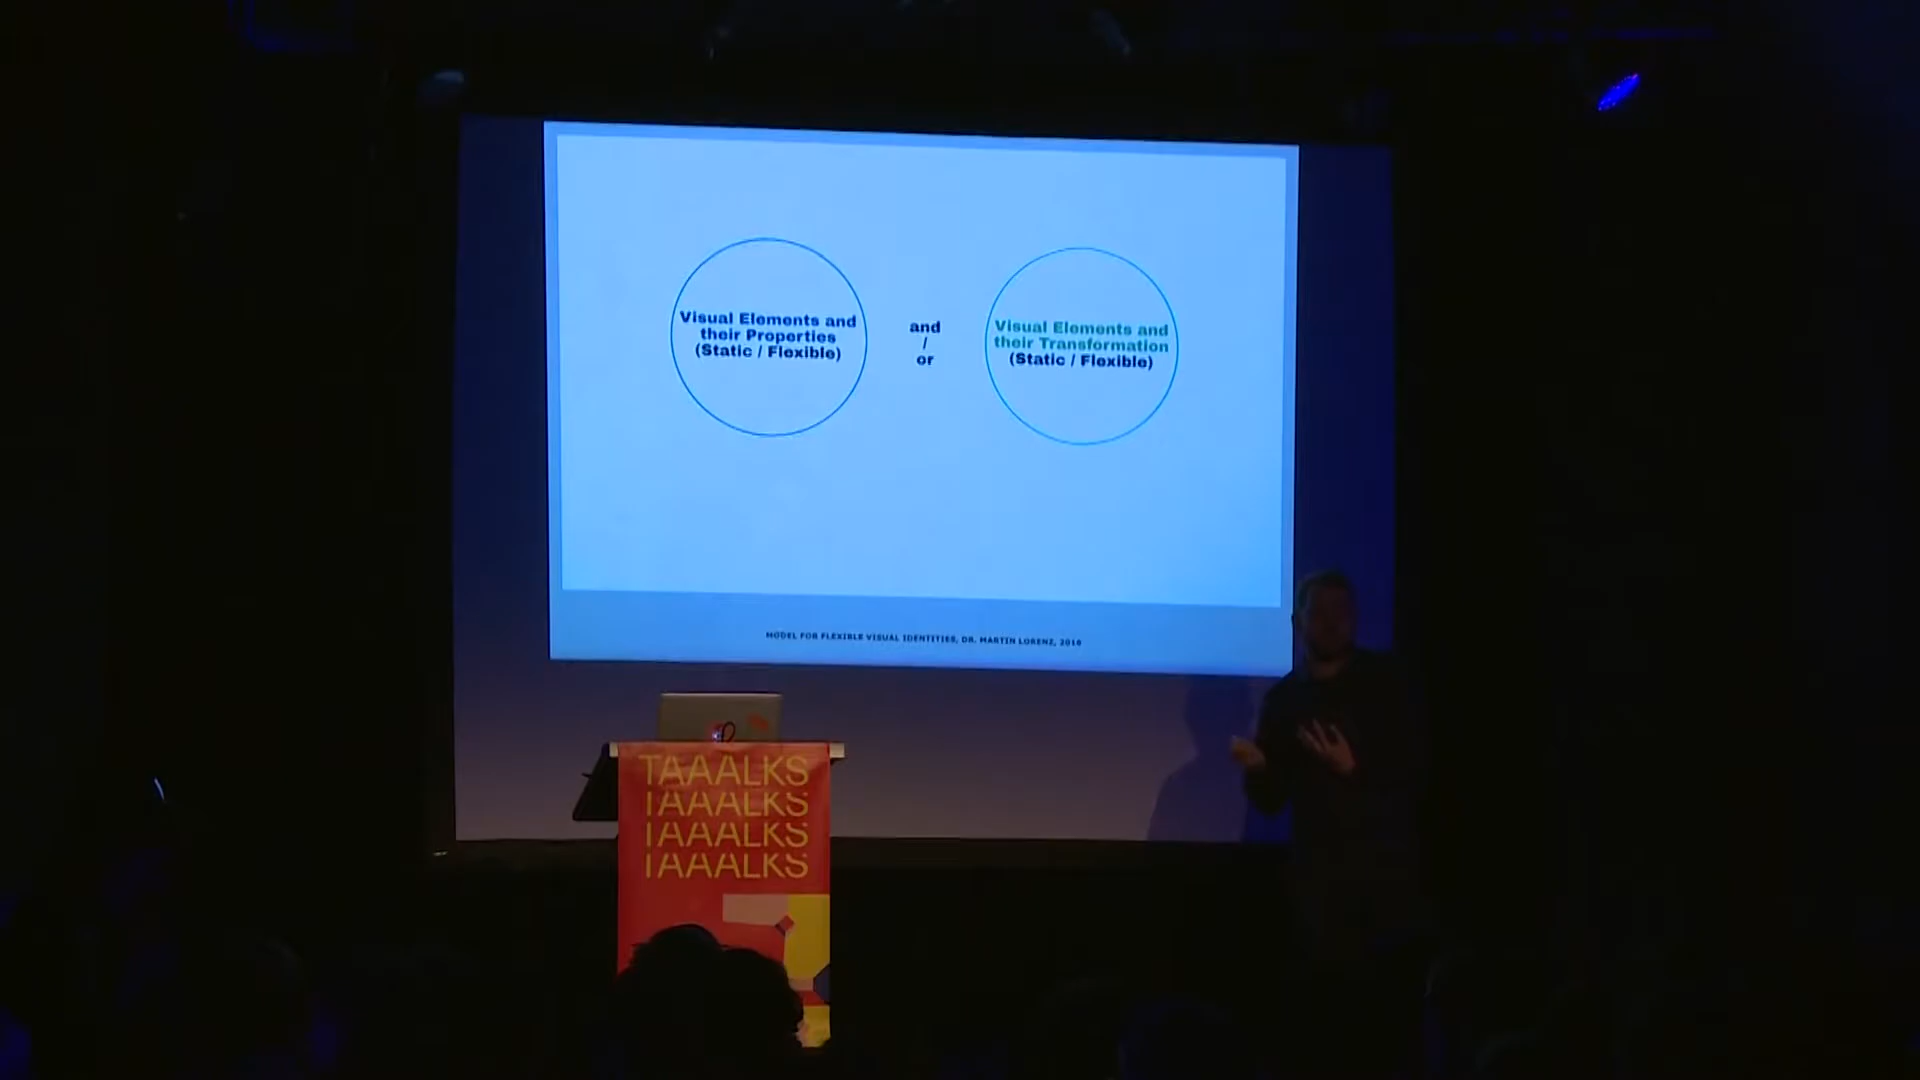 Visual Elements and
their Properties
(Static / Flexible)
and
/
or
Visual Elements and
their Transformation
(Static / Flexible)
MODEL FOR FLEXIBLE VISUAL IDENTITIES, DR. MARTIN LORENZ, 2016
TAAALKS
TAAALKS
TAAALKS
TAAALKS